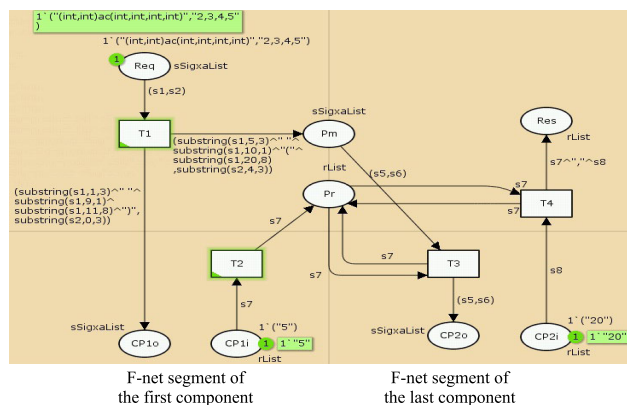 1`("(int,int)ac(int,int,int,int)","2,3,4,5"
)
1`("(int,int)ac(int,int,int,int)","2,3,4,5")
1
Req
sSigxaList
(s1,s2)
T1
(substring(s1,5,3)^" "^
substring(s1,10,1)^"("^
substring(s1,20,8)
,substring(s2,4,3))
sSigxaList
Pm
Res
rList
s7^","^s8
rList
Pr
(s5,s6)
s7
s7
T4
(substring(s1,1,3)^" "^
substring(s1,9,1)^
substring(s1,11,8)^")",
substring(s2,0,3))
s7
T2
s7
s7
T3
s7
(s5,s6)
s8
sSigxaList
CP1o
1`("5")
CP1i
1
1`"5"
rList
sSigxaList
CP2o
1`("20")
CP2i
1
1`"20"
rList
F-net segment of
the first component
F-net segment of
the last component